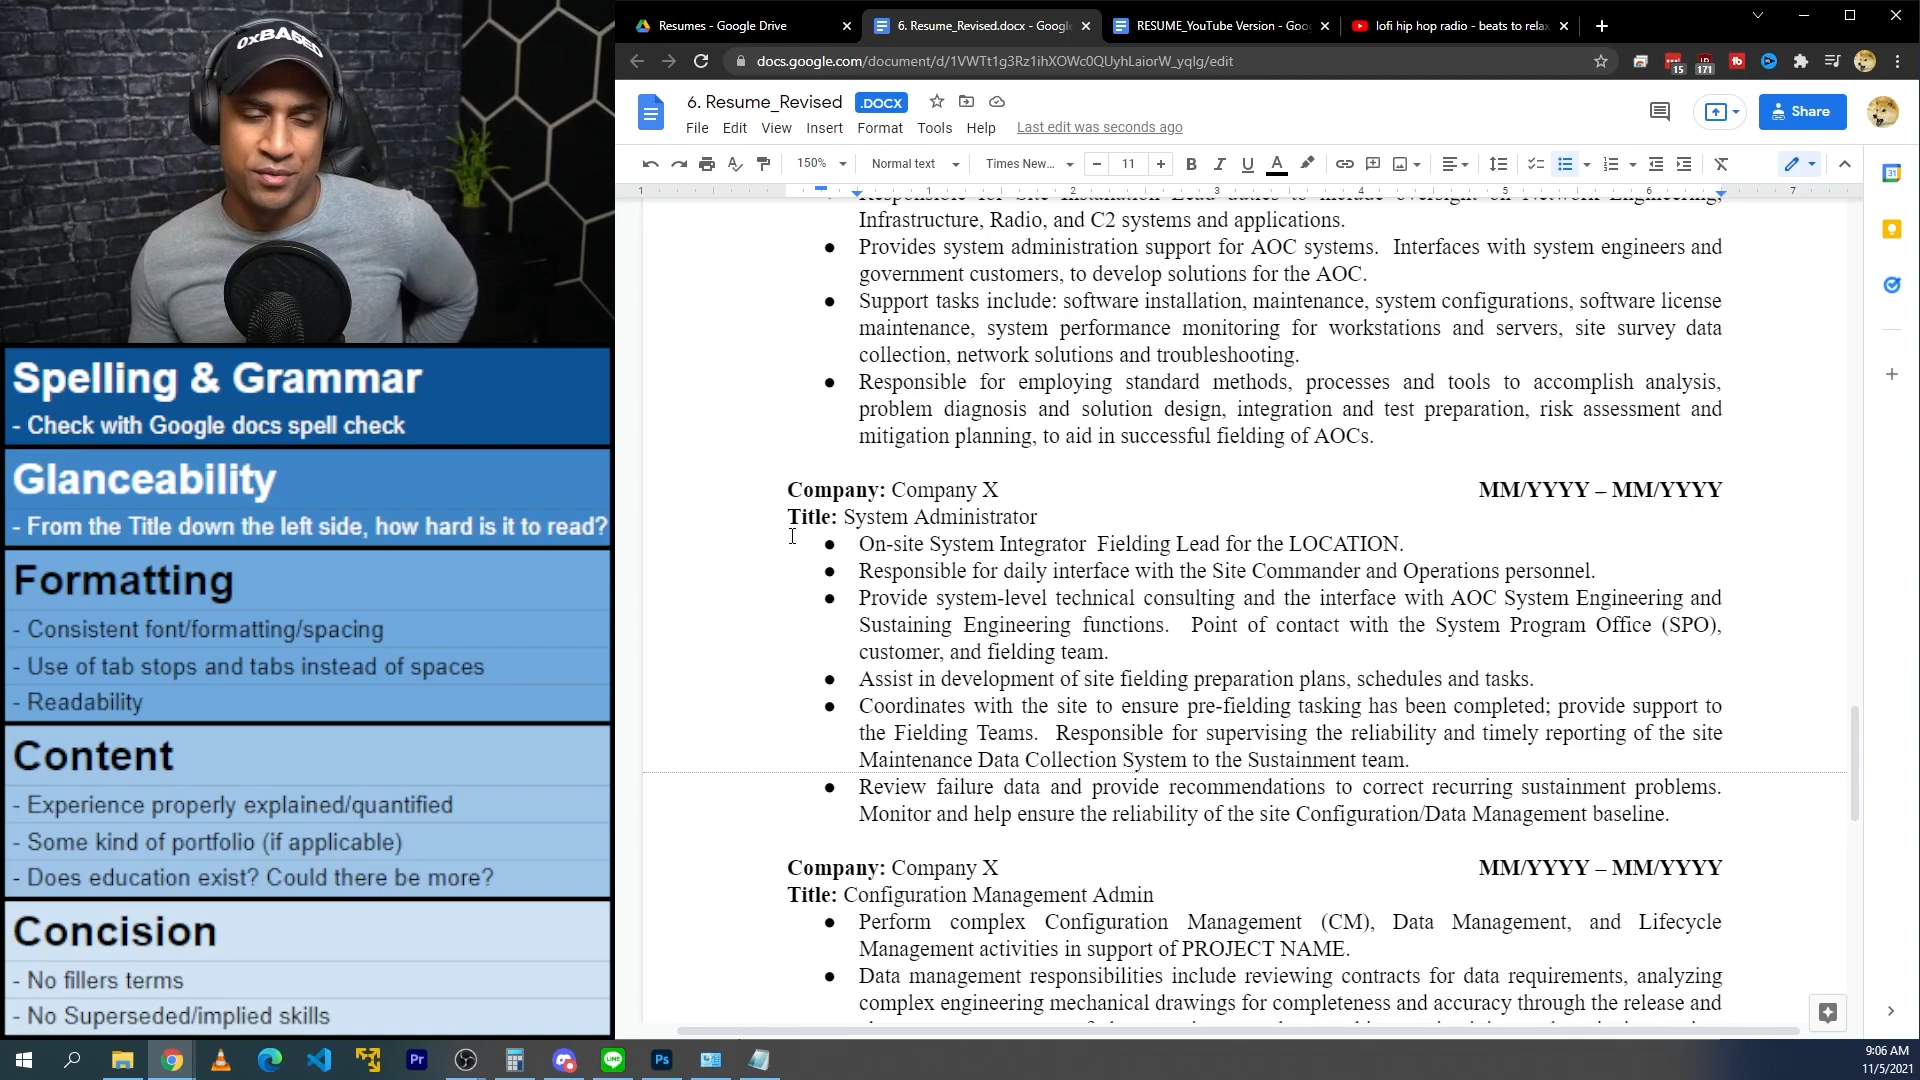 0xBA5ED
Spelling & Grammar
- Check with Google docs spell check
Glanceability
- From the Title down the left side, how hard is it to read?
Formatting
- Consistent font/formatting/spacing
- Use of tab stops and tabs instead of spaces
- Readability
Content
- Experience properly explained/quantified
- Some kind of portfolio (if applicable)
- Does education exist? Could there be more?
Concision
- No fillers terms
- No Superseded/implied skills
Resumes - Google Drive
6. Resume_Revised.docx - Google
RESUME_YouTube Version - Goo
lofi hip hop radio - beats to relax
docs.google.com/document/d/1VWTt1g3Rz1ihXOWc0QUyhLaiorW_yqlg/edit
15
171
6. Resume_Revised .DOCX
File Edit View Insert Format Tools Help Last edit was seconds ago
Share
150% Normal text Times New... 11
1 1 2 3 4 5 6 7
Responsible for Site Installation Lead duties to include oversight on Network Engineering,
Infrastructure, Radio, and C2 systems and applications.
● Provides system administration support for AOC systems. Interfaces with system engineers and
government customers, to develop solutions for the AOC.
● Support tasks include: software installation, maintenance, system configurations, software license
maintenance, system performance monitoring for workstations and servers, site survey data
collection, network solutions and troubleshooting.
● Responsible for employing standard methods, processes and tools to accomplish analysis,
problem diagnosis and solution design, integration and test preparation, risk assessment and
mitigation planning, to aid in successful fielding of AOCs.
Company: Company X MM/YYYY – MM/YYYY
Title: System Administrator
● On-site System Integrator Fielding Lead for the LOCATION.
● Responsible for daily interface with the Site Commander and Operations personnel.
● Provide system-level technical consulting and the interface with AOC System Engineering and
Sustaining Engineering functions. Point of contact with the System Program Office (SPO),
customer, and fielding team.
● Assist in development of site fielding preparation plans, schedules and tasks.
● Coordinates with the site to ensure pre-fielding tasking has been completed; provide support to
the Fielding Teams. Responsible for supervising the reliability and timely reporting of the site
Maintenance Data Collection System to the Sustainment team.
● Review failure data and provide recommendations to correct recurring sustainment problems.
Monitor and help ensure the reliability of the site Configuration/Data Management baseline.
Company: Company X MM/YYYY – MM/YYYY
Title: Configuration Management Admin
● Perform complex Configuration Management (CM), Data Management, and Lifecycle
Management activities in support of PROJECT NAME.
● Data management responsibilities include reviewing contracts for data requirements, analyzing
complex engineering mechanical drawings for completeness and accuracy through the release and
9:06 AM
11/5/2021